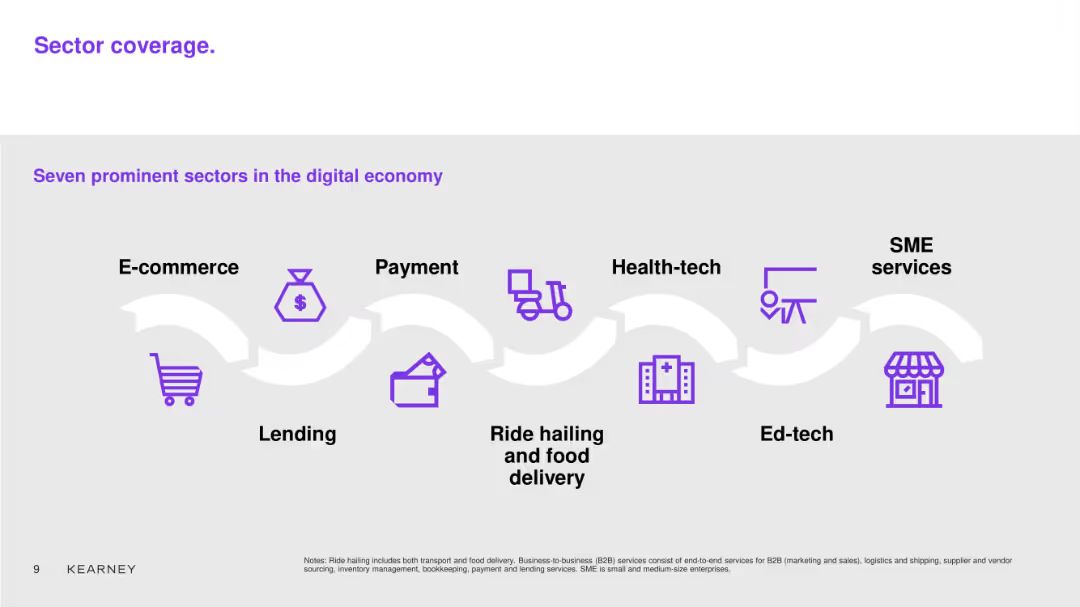 Sector coverage.
Seven prominent sectors in the digital economy
E-commerce
Lending
Payment
Ride hailing
and food
delivery
Health-tech
Ed-tech
SME
services
$
9
KEARNEY
Notes: Ride hailing includes both transport and food delivery. Business-to-business (B2B) services consist of end-to-end services for B2B (marketing and sales), logistics and shipping, supplier and vendor
sourcing, inventory management, bookkeeping, payment and lending services. SME is small and medium-size enterprises.